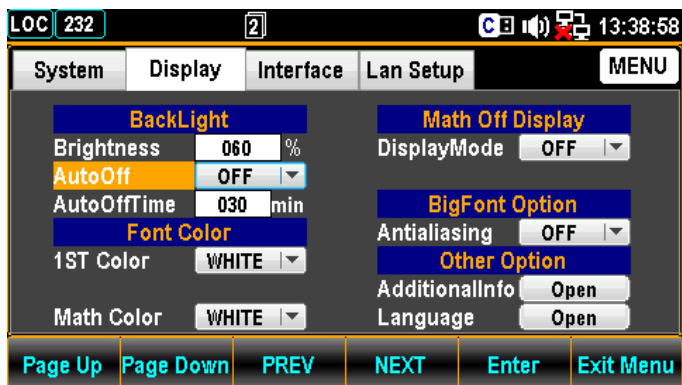 LOC 232 2 C 13:38:58
System Display Interface Lan Setup MENU
BackLight
Brightness 060 %
AutoOff OFF
AutoOffTime 030 min
Font Color
1ST Color WHITE
Math Color WHITE
Math Off Display
DisplayMode OFF
BigFont Option
Antialiasing OFF
Other Option
AdditionalInfo Open
Language Open
Page Up Page Down PREV NEXT Enter Exit Menu